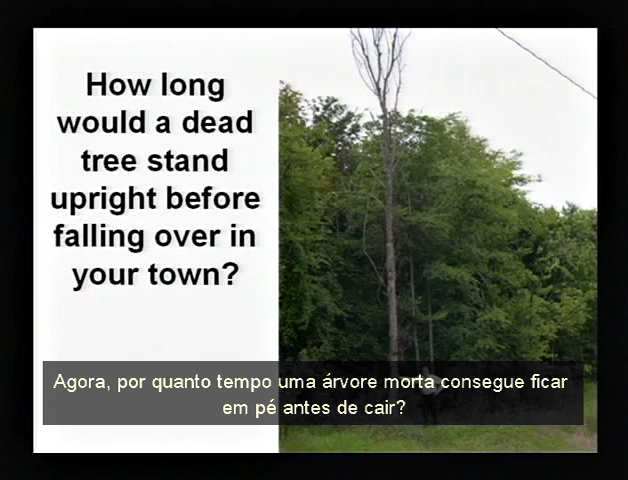 How long
would a dead
tree stand
upright before
falling over in
your town?
Agora, por quanto tempo uma árvore morta consegue ficar
em pé antes de cair?